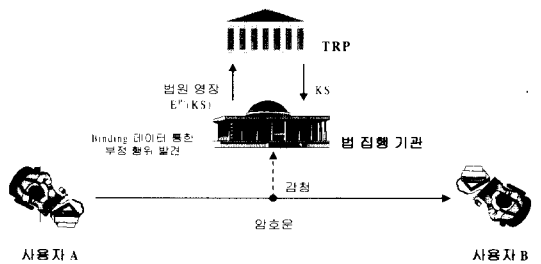 TRP
법원 영장
KS
(KS)
Binding 데이터 통한
부정 행위 발견
법 집행 기관
감청
암호문
사용자 A
사용자 B